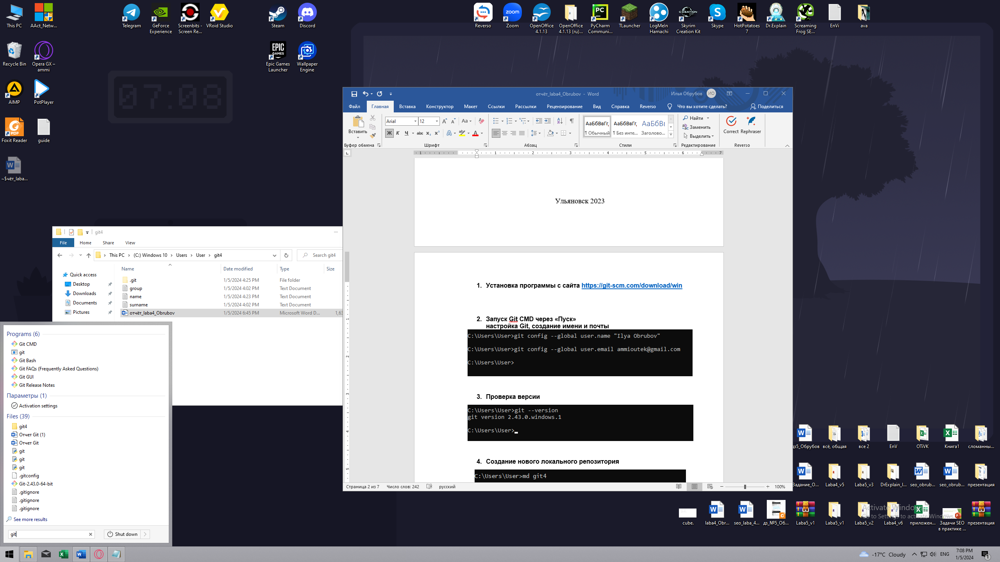 This PC
AAct_Netw...
Telegram
GeForce Experience
Screenbits - Screen Re...
VRoid Studio
Steam
Discord
Reverso
Zoom
OpenOffice 4.1.13
OpenOffice 4.1.13 (ru)...
PyCharm Communi...
TLauncher
LogMeIn Hamachi
Skyrim Creation Kit
Skype
HotPotatoes 7
Dr.Explain
Screaming Frog SE...
EnVi
ava
Recycle Bin
Opera GX – ammi
Epic Games Launcher
Wallpaper Engine
07:08
AIMP
PotPlayer
Foxit Reader
guide
~$чёт_laba...
отчёт_laba4_Obrubov - Word
Илья Обрубов
ИО
Файл
Главная
Вставка
Конструктор
Макет
Ссылки
Рассылки
Рецензирование
Вид
Справка
Reverso
Что вы хотите сделать?
Поделиться
Вставить
Arial
12
Найти
Заменить
Выделить
АаБбВвГг,
¶ Обычный
АаБбВвГг,
¶ Без инте...
АаБбВв
Заголово...
Correct
Rephraser
Буфер обмена
Шрифт
Абзац
Стили
Редактирование
Reverso
Ульяновск 2023
1. Установка программы с сайта https://git-scm.com/download/win
2. Запуск Git CMD через «Пуск»
настройка Git, создание имени и почты
C:\Users\User>git config --global user.name "Ilya Obrubov"
C:\Users\User>git config --global user.email ammioutek@gmail.com
C:\Users\User>
3. Проверка версии
C:\Users\User>git --version
git version 2.43.0.windows.1
C:\Users\User>
4. Создание нового локального репозитория
C:\Users\User>md git4
Страница 2 из 7
Число слов: 242
русский
100%
git4
File
Home
Share
View
This PC
(C:) Windows 10
Users
User
git4
Search git4
Name
Date modified
Type
Size
Quick access
Desktop
Downloads
Documents
Pictures
.git 1/5/2024 4:25 PM File folder
group 1/5/2024 4:02 PM Text Document
name 1/5/2024 4:23 PM Text Document
surname 1/5/2024 4:02 PM Text Document
отчёт_laba4_Obrubov 1/5/2024 6:45 PM Microsoft Word D... 1,63
Programs (6)
Git CMD
git
Git Bash
Git FAQs (Frequently Asked Questions)
Git GUI
Git Release Notes
Параметры (1)
Activation settings
Files (39)
git4
Отчет Git (1)
Отчет Git
git
git
git
.gitconfig
Git-2.43.0-64-bit
.gitignore
.gitignore
.gitignore
See more results
git
Shut down
дз5_Обрубов
всё, общая
все 2
EnV
OTiVK
Книга1
сломанны...
Задание_О...
Laba4_v5
Laba5_v3
DrExplain_l...
seo_obrub...
seo_obrub...
презентация
cube.
laba4_Obr...
seo_laba_4...
дз_№5_Об...
Laba5_v1
Laba5_v1
Laba5_v2
Laba4_v6
приложен...
Задачи SEO в практике ...
презентация
Activate Windows
Go to Settings to activate Windows.
-17°C Cloudy
ENG
7:08 PM
1/5/2024
1